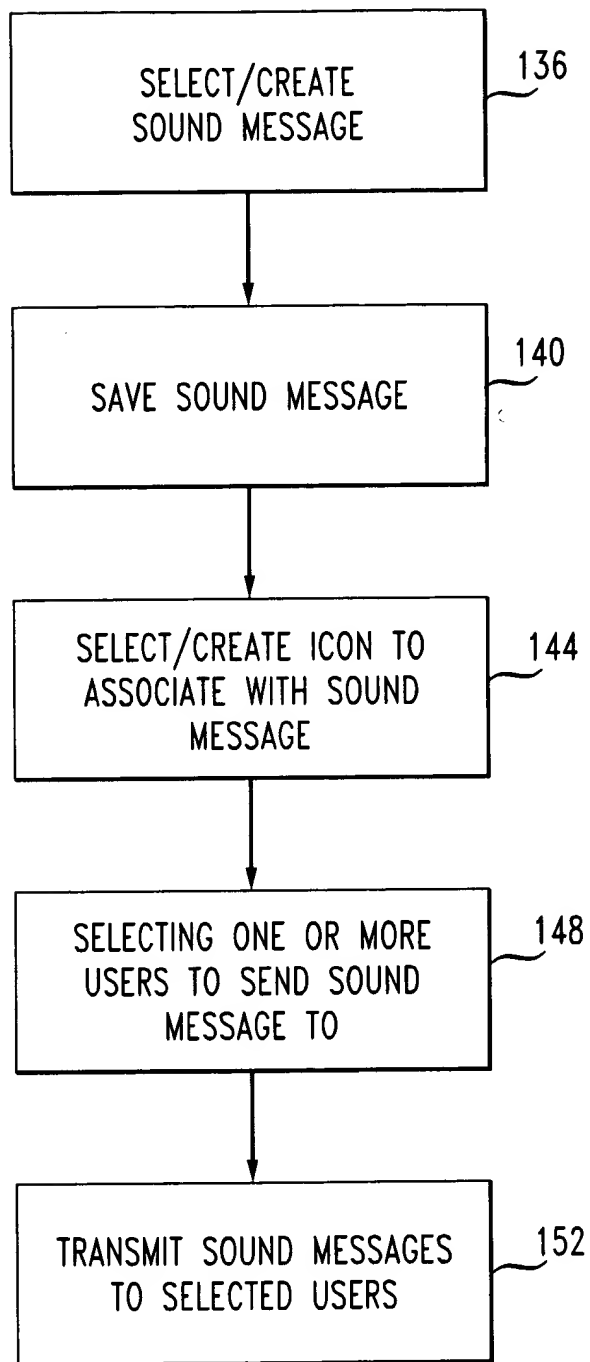 SELECT/CREATE
SOUND MESSAGE
136
SAVE SOUND MESSAGE
140
SELECT/CREATE ICON TO
ASSOCIATE WITH SOUND
MESSAGE
144
SELECTING ONE OR MORE
USERS TO SEND SOUND
MESSAGE TO
148
TRANSMIT SOUND MESSAGES
TO SELECTED USERS
152